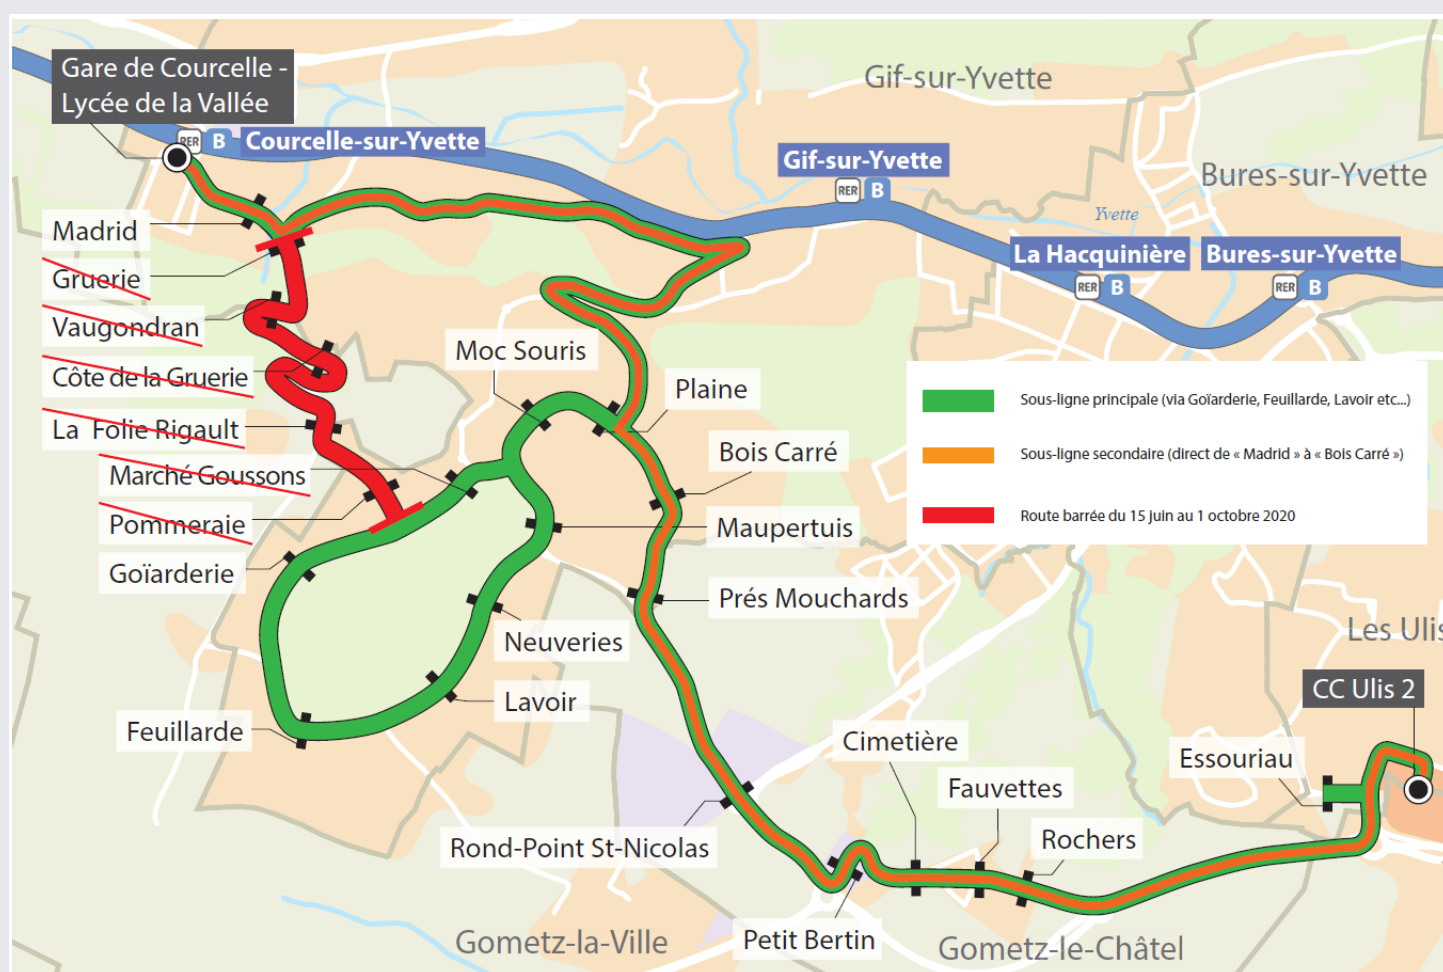 Gare de Courcelle -
Lycée de la Vallée
RER B Courcelle-sur-Yvette
Gif-sur-Yvette
Gif-sur-Yvette
RER B
Bures-sur-Yvette
Yvette
La Hacquinière
RER B
Bures-sur-Yvette
RER B
Madrid
Gruerie
Vaugondran
Côte de la Gruerie
La Folie Rigault
Marché Goussons
Pommeraie
Goïarderie
Feuillarde
Moc Souris
Plaine
Bois Carré
Maupertuis
Prés Mouchards
Neuveries
Lavoir
Sous-ligne principale (via Goïarderie, Feuillarde, Lavoir etc...)
Sous-ligne secondaire (direct de « Madrid » à « Bois Carré »)
Route barrée du 15 juin au 1 octobre 2020
Les Ulis
CC Ulis 2
Essouriau
Cimetière
Fauvettes
Rochers
Rond-Point St-Nicolas
Petit Bertin
Gometz-la-Ville
Gometz-le-Châtel